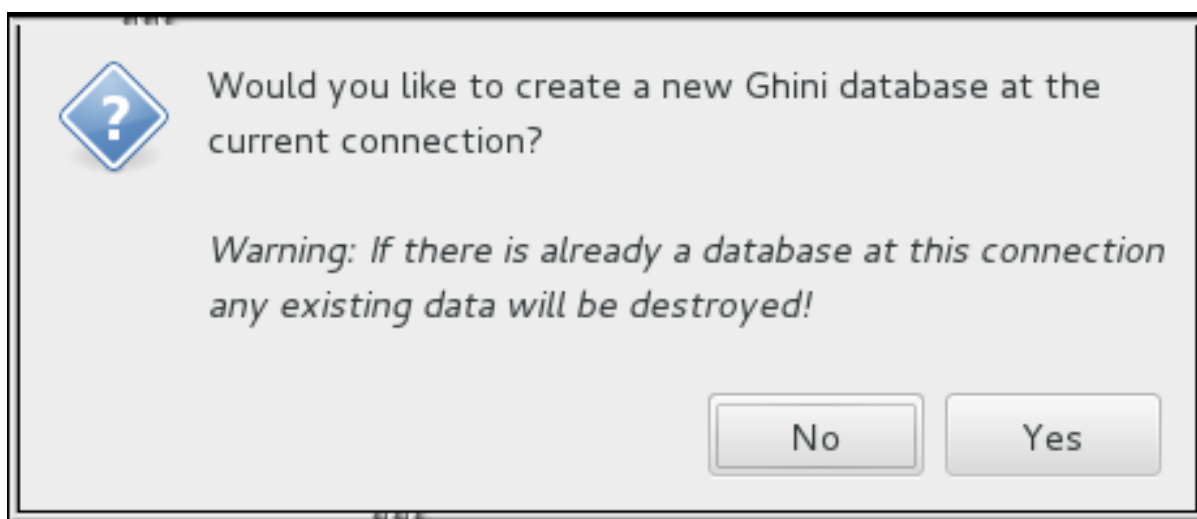 Would you like to create a new Ghini database at the
current connection?
Warning: If there is already a database at this connection
any existing data will be destroyed!
No Yes